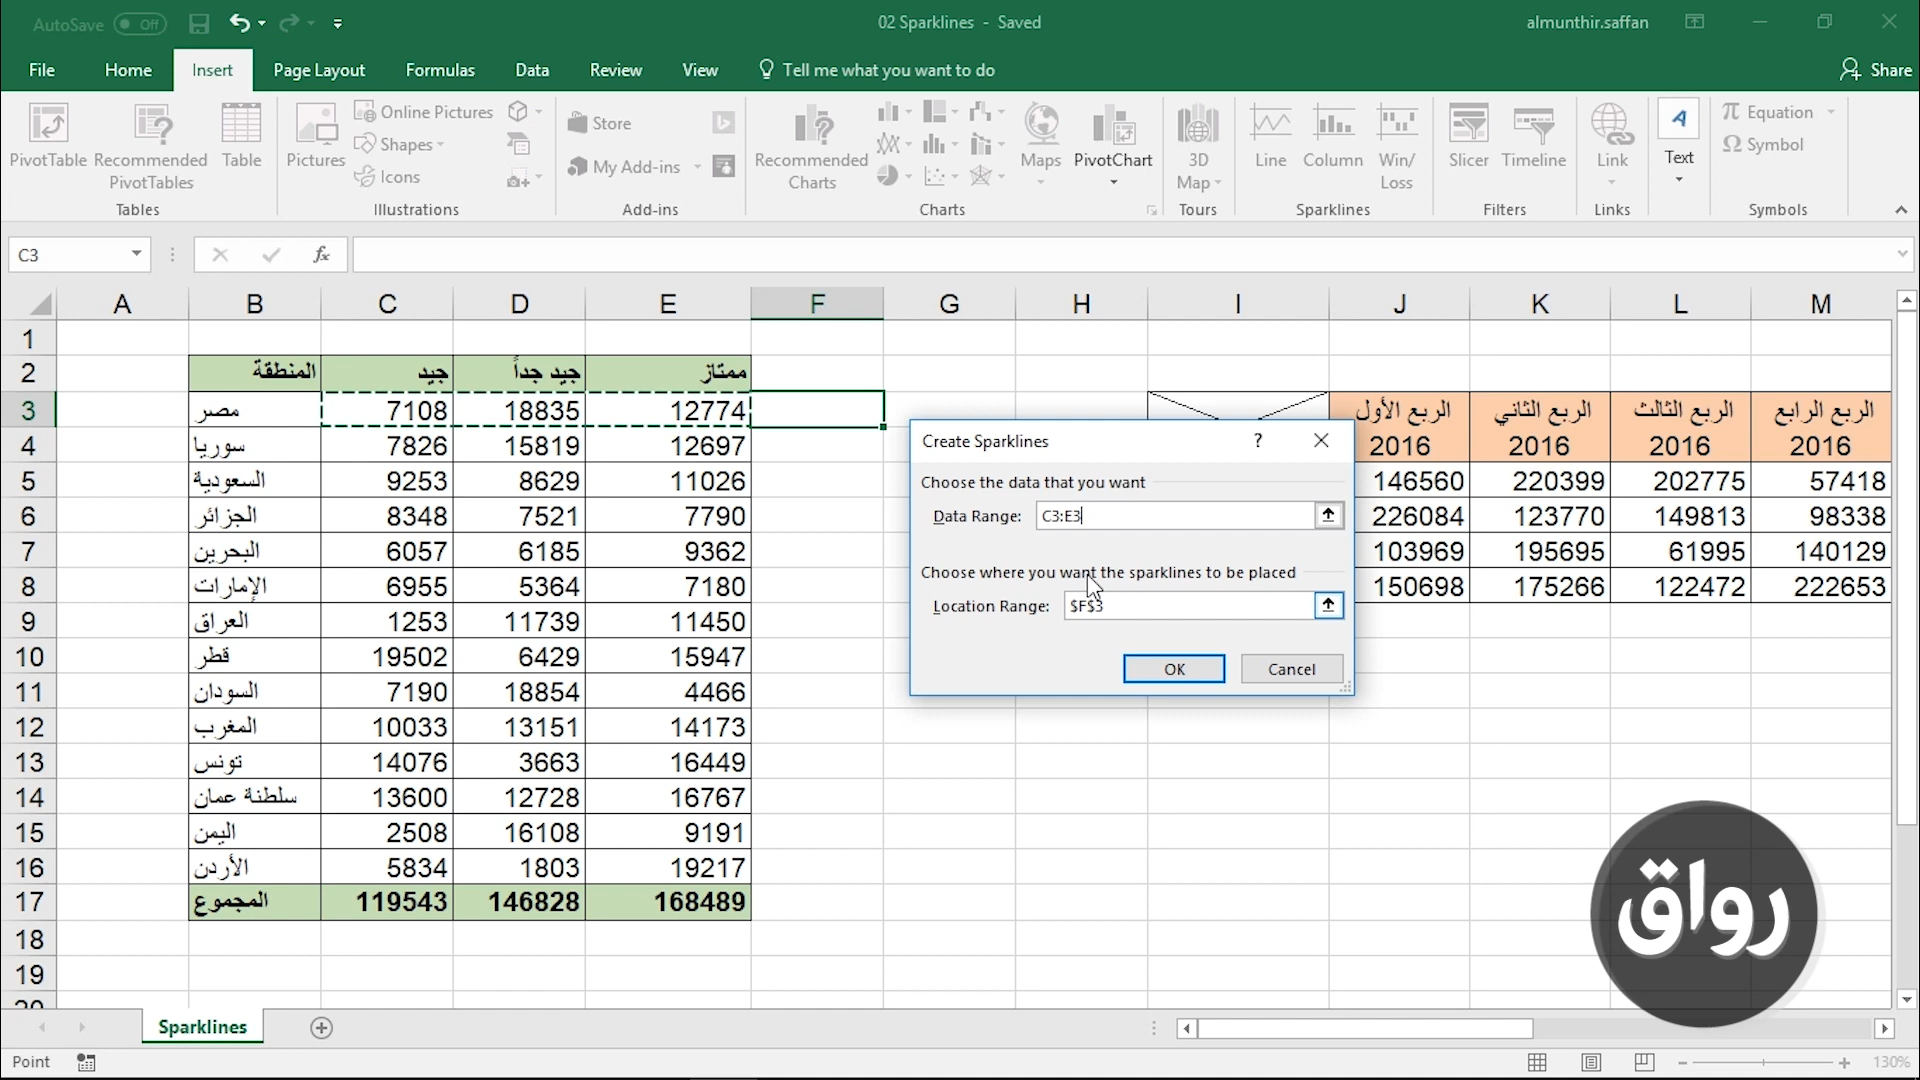 AutoSave Off
02 Sparklines - Saved
almunthir.saffan
File Home Insert Page Layout Formulas Data Review View Tell me what you want to do Share
PivotTable
Recommended PivotTables
Table
Tables
Pictures
Online Pictures
Shapes
Icons
Illustrations
Store
My Add-ins
Add-ins
Recommended Charts
Maps
PivotChart
Charts
3D Map
Tours
Line
Column
Win/ Loss
Sparklines
Slicer
Timeline
Filters
Link
Links
Text
π Equation
Ω Symbol
Symbols
C3
fx
A B C D E F G H I J K L M
1
2 المنطقة جيد جيد جداً ممتاز
3 مصر 7108 18835 12774 الربع الأول الربع الثاني الربع الثالث الربع الرابع
4 سوريا 7826 15819 12697 2016 2016 2016 2016
5 السعودية 9253 8629 11026 146560 220399 202775 57418
6 الجزائر 8348 7521 7790 226084 123770 149813 98338
7 البحرين 6057 6185 9362 103969 195695 61995 140129
8 الإمارات 6955 5364 7180 150698 175266 122472 222653
9 العراق 1253 11739 11450
10 قطر 19502 6429 15947
11 السودان 7190 18854 4466
12 المغرب 10033 13151 14173
13 تونس 14076 3663 16449
14 سلطنة عمان 13600 12728 16767
15 اليمن 2508 16108 9191
16 الأردن 5834 1803 19217
17 المجموع 119543 146828 168489
18
19
20
Create Sparklines ?
Choose the data that you want
Data Range: C3:E3
Choose where you want the sparklines to be placed
Location Range: $F$3
OK Cancel
رواق
Sparklines
Point
130%